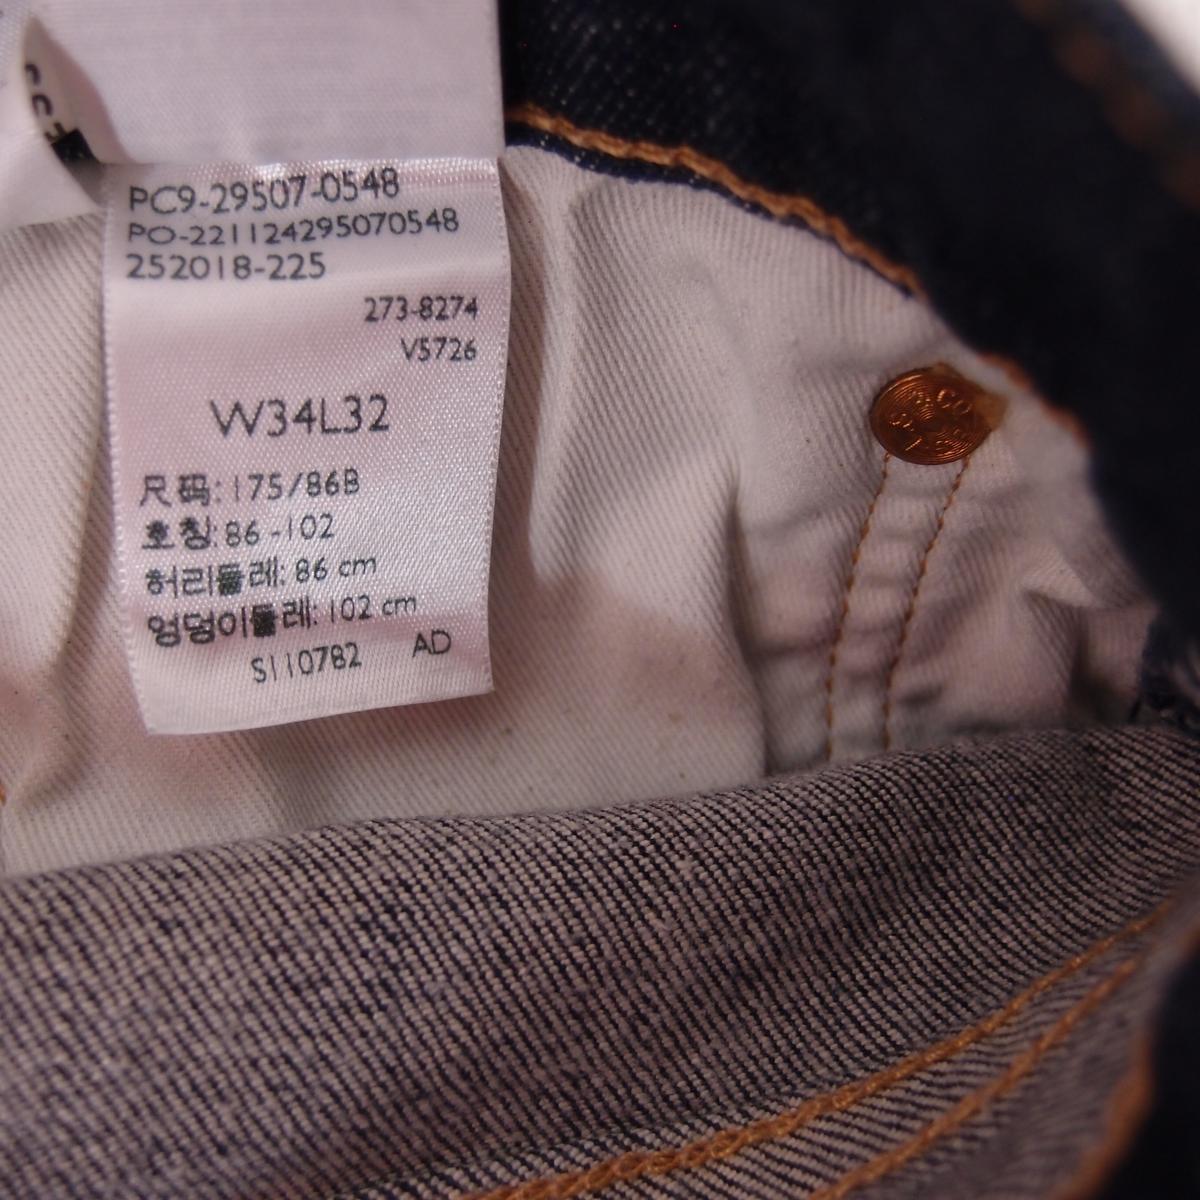 PC9-29507-0548
PO-221124295070548
252018-225
273-8274
V5726
W34L32
尺码: 175/86B
호칭: 86-102
허리둘레: 86 cm
엉덩이둘레: 102 cm
S110782 AD